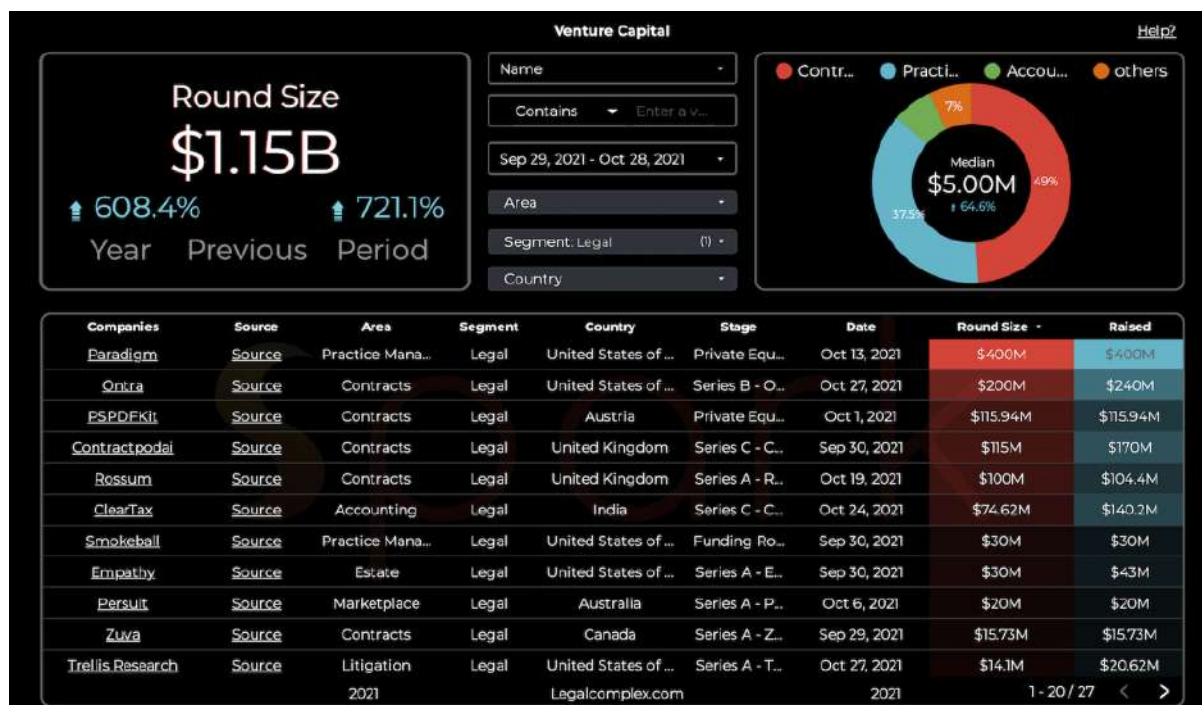 Venture Capital
Help?
Round Size
$1.15B
608.4% 721.1%
Year Previous Period
Name
Contains Enter a v...
Sep 29, 2021 - Oct 28, 2021
Area
Segment: Legal (1)
Country
Contr... Practi... Accou... others
7%
49%
37.5%
Median
$5.00M
64.6%
Companies Source Area Segment Country Stage Date Round Size Raised
Paradigm Source Practice Mana... Legal United States of ... Private Equ... Oct 13, 2021 $400M $400M
Ontra Source Contracts Legal United States of ... Series B - O... Oct 27, 2021 $200M $240M
PSPDFKit Source Contracts Legal Austria Private Equ... Oct 1, 2021 $115.94M $115.94M
Contractpodai Source Contracts Legal United Kingdom Series C - C... Sep 30, 2021 $115M $170M
Rossum Source Contracts Legal United Kingdom Series A - R... Oct 19, 2021 $100M $104.4M
ClearTax Source Accounting Legal India Series C - C... Oct 24, 2021 $74.62M $140.2M
Smokeball Source Practice Mana... Legal United States of ... Funding Ro... Sep 30, 2021 $30M $30M
Empathy Source Estate Legal United States of ... Series A - E... Sep 30, 2021 $30M $43M
Persuit Source Marketplace Legal Australia Series A - P... Oct 6, 2021 $20M $20M
Zuva Source Contracts Legal Canada Series A - Z... Sep 29, 2021 $15.73M $15.73M
Trellis Research Source Litigation Legal United States of ... Series A - T... Oct 27, 2021 $14.1M $20.62M
2021 Legalcomplex.com 2021 1 - 20 / 27
Spark